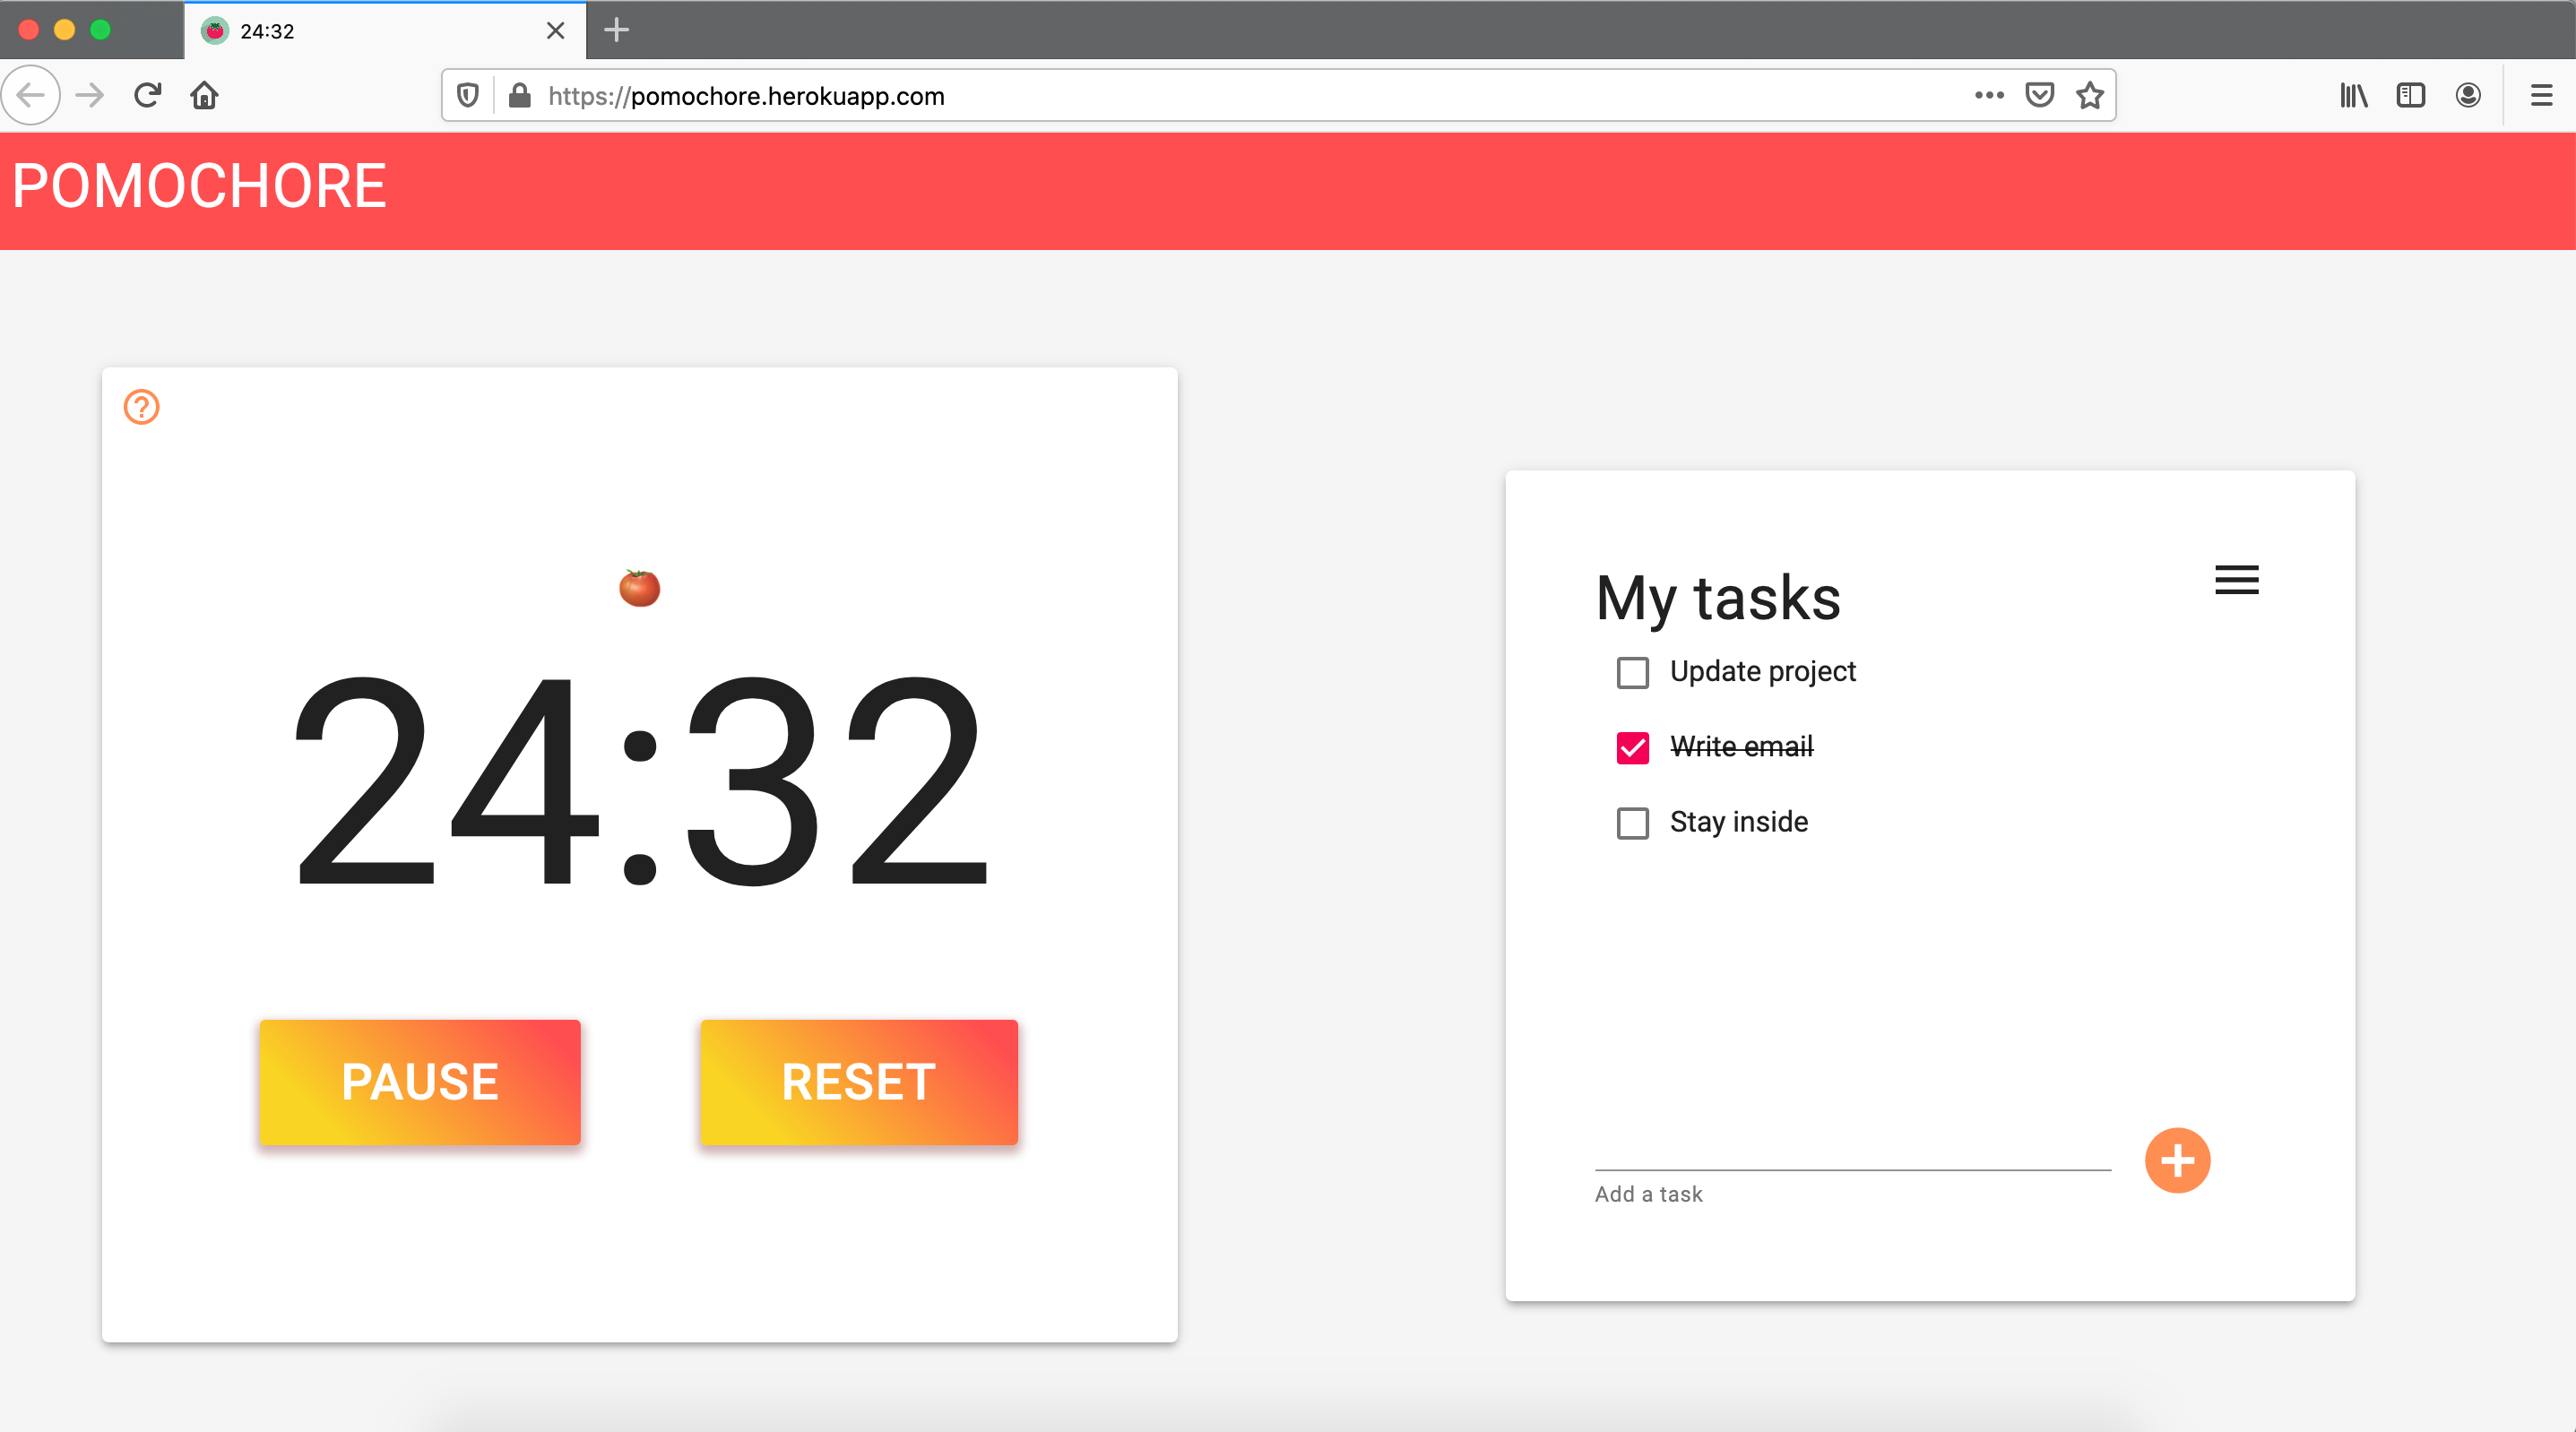 24:32
https://pomochore.herokuapp.com
POMOCHORE
24:32
PAUSE
RESET
My tasks
Update project
Write email
Stay inside
Add a task